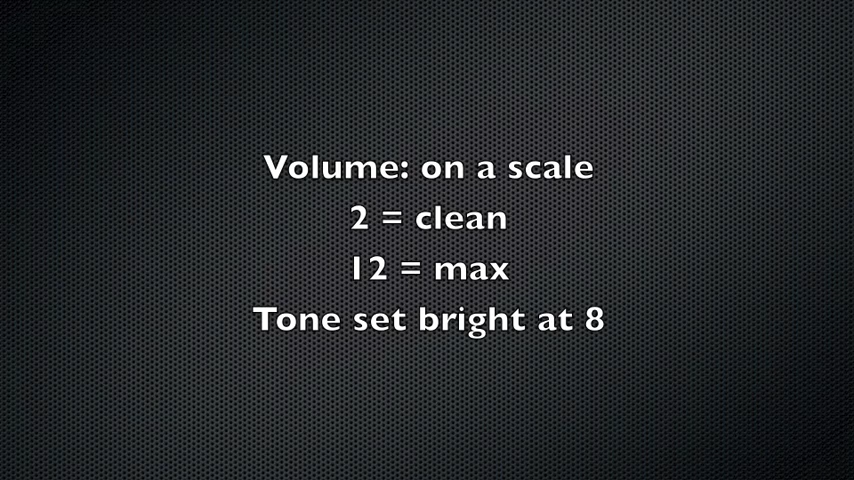 Volume: on a scale
2 = clean
12 = max
Tone set bright at 8